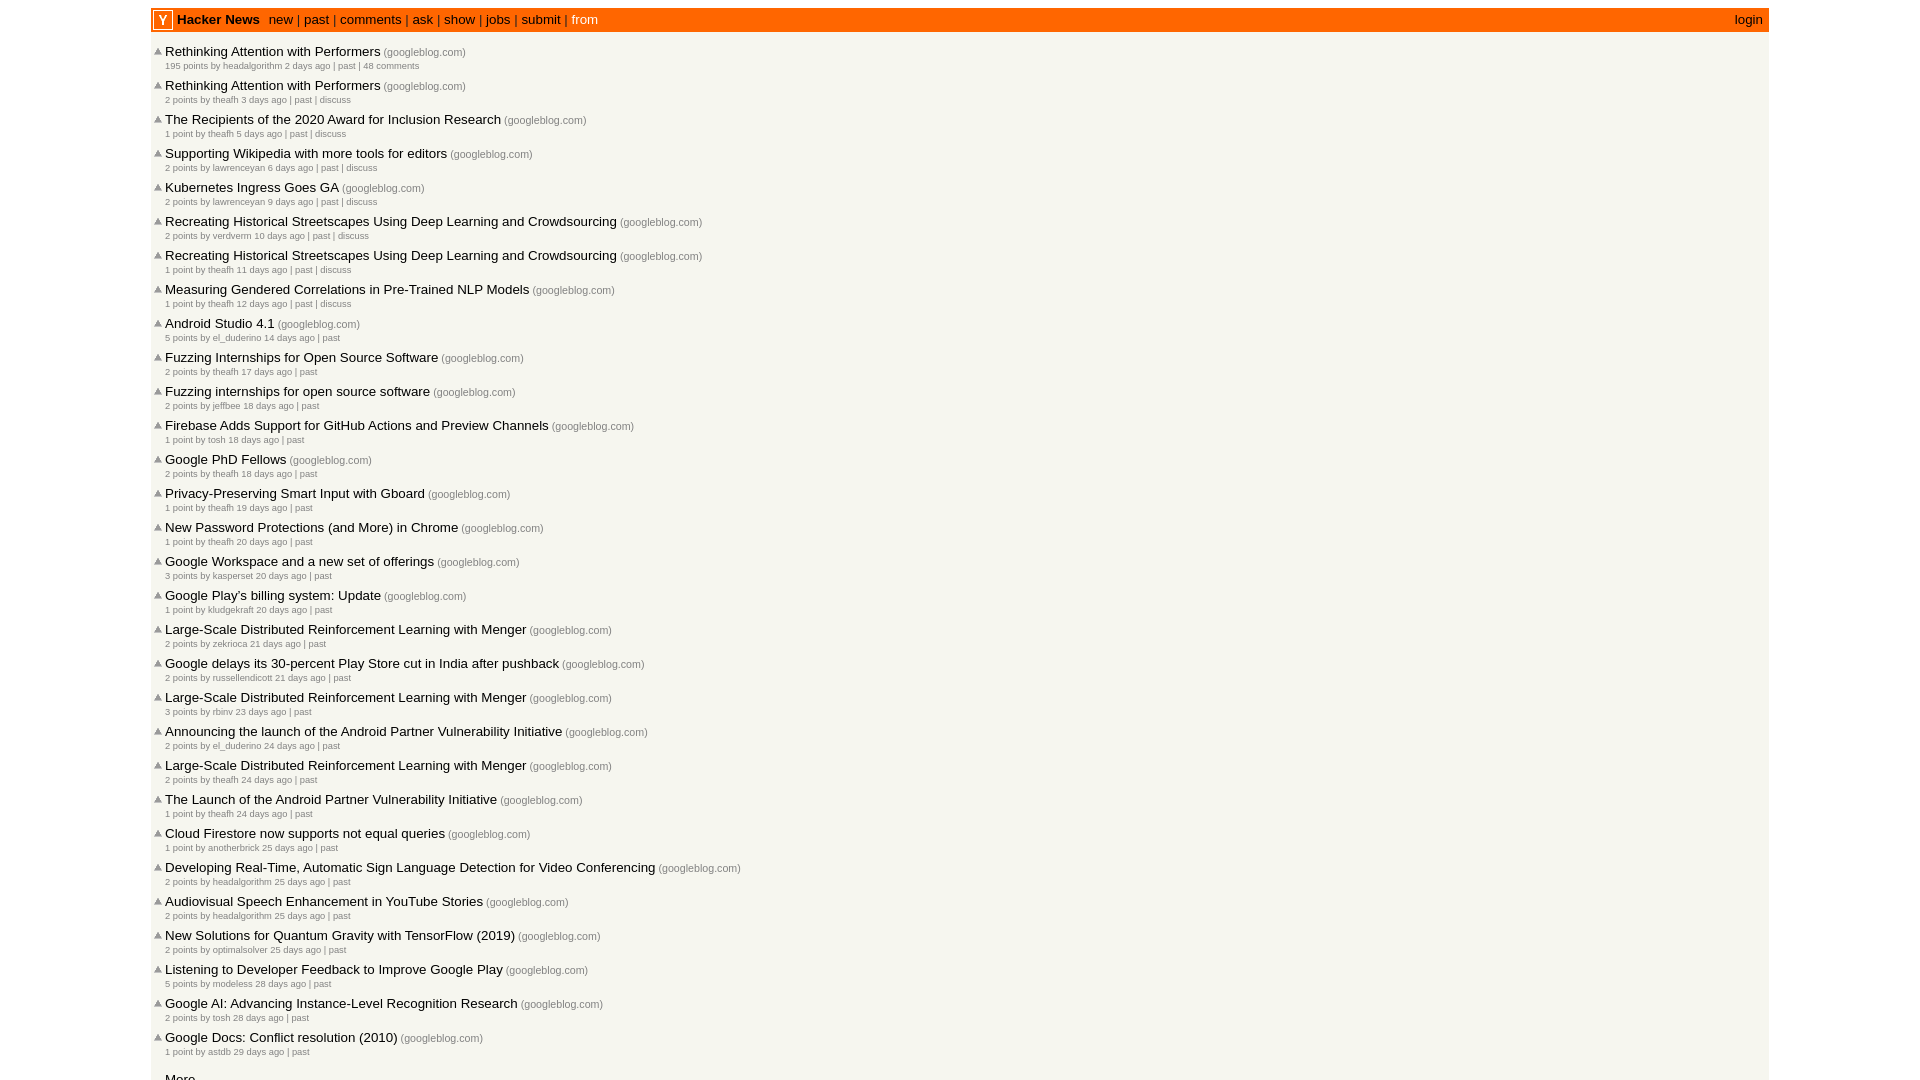 Y Hacker News new | past | comments | ask | show | jobs | submit | from login
Rethinking Attention with Performers (googleblog.com)
195 points by headalgorithm 2 days ago | past | 48 comments
Rethinking Attention with Performers (googleblog.com)
2 points by theafh 3 days ago | past | discuss
The Recipients of the 2020 Award for Inclusion Research (googleblog.com)
1 point by theafh 5 days ago | past | discuss
Supporting Wikipedia with more tools for editors (googleblog.com)
2 points by lawrenceyan 6 days ago | past | discuss
Kubernetes Ingress Goes GA (googleblog.com)
2 points by lawrenceyan 9 days ago | past | discuss
Recreating Historical Streetscapes Using Deep Learning and Crowdsourcing (googleblog.com)
2 points by verdverm 10 days ago | past | discuss
Recreating Historical Streetscapes Using Deep Learning and Crowdsourcing (googleblog.com)
1 point by theafh 11 days ago | past | discuss
Measuring Gendered Correlations in Pre-Trained NLP Models (googleblog.com)
1 point by theafh 12 days ago | past | discuss
Android Studio 4.1 (googleblog.com)
5 points by el_duderino 14 days ago | past
Fuzzing Internships for Open Source Software (googleblog.com)
2 points by theafh 17 days ago | past
Fuzzing internships for open source software (googleblog.com)
2 points by jeffbee 18 days ago | past
Firebase Adds Support for GitHub Actions and Preview Channels (googleblog.com)
1 point by tosh 18 days ago | past
Google PhD Fellows (googleblog.com)
2 points by theafh 18 days ago | past
Privacy-Preserving Smart Input with Gboard (googleblog.com)
1 point by theafh 19 days ago | past
New Password Protections (and More) in Chrome (googleblog.com)
1 point by theafh 20 days ago | past
Google Workspace and a new set of offerings (googleblog.com)
3 points by kasperset 20 days ago | past
Google Play’s billing system: Update (googleblog.com)
1 point by kludgekraft 20 days ago | past
Large-Scale Distributed Reinforcement Learning with Menger (googleblog.com)
2 points by zekrioca 21 days ago | past
Google delays its 30-percent Play Store cut in India after pushback (googleblog.com)
2 points by russellendicott 21 days ago | past
Large-Scale Distributed Reinforcement Learning with Menger (googleblog.com)
3 points by rbinv 23 days ago | past
Announcing the launch of the Android Partner Vulnerability Initiative (googleblog.com)
2 points by el_duderino 24 days ago | past
Large-Scale Distributed Reinforcement Learning with Menger (googleblog.com)
2 points by theafh 24 days ago | past
The Launch of the Android Partner Vulnerability Initiative (googleblog.com)
1 point by theafh 24 days ago | past
Cloud Firestore now supports not equal queries (googleblog.com)
1 point by anotherbrick 25 days ago | past
Developing Real-Time, Automatic Sign Language Detection for Video Conferencing (googleblog.com)
2 points by headalgorithm 25 days ago | past
Audiovisual Speech Enhancement in YouTube Stories (googleblog.com)
2 points by headalgorithm 25 days ago | past
New Solutions for Quantum Gravity with TensorFlow (2019) (googleblog.com)
2 points by optimalsolver 25 days ago | past
Listening to Developer Feedback to Improve Google Play (googleblog.com)
5 points by modeless 28 days ago | past
Google AI: Advancing Instance-Level Recognition Research (googleblog.com)
2 points by tosh 28 days ago | past
Google Docs: Conflict resolution (2010) (googleblog.com)
1 point by astdb 29 days ago | past
More